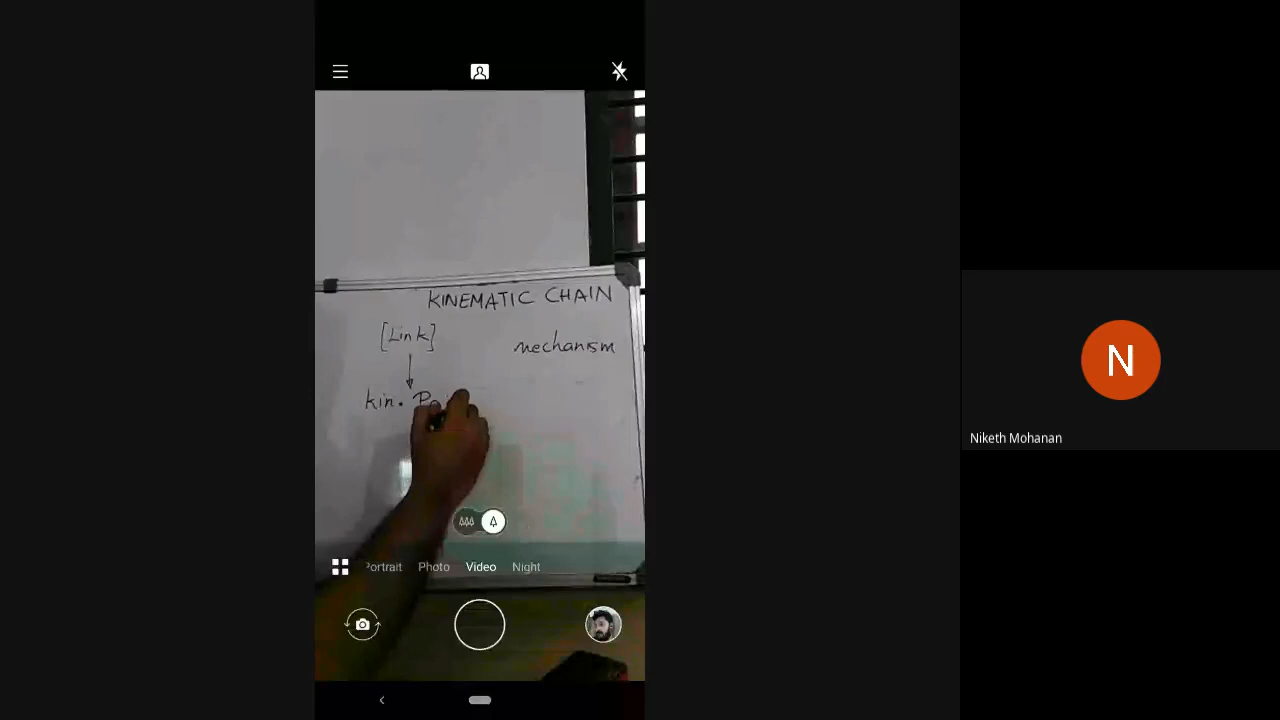 KINEMATIC CHAIN
[Link]
mechanism
kin.
Portrait Photo Video Night
N
Niketh Mohanan